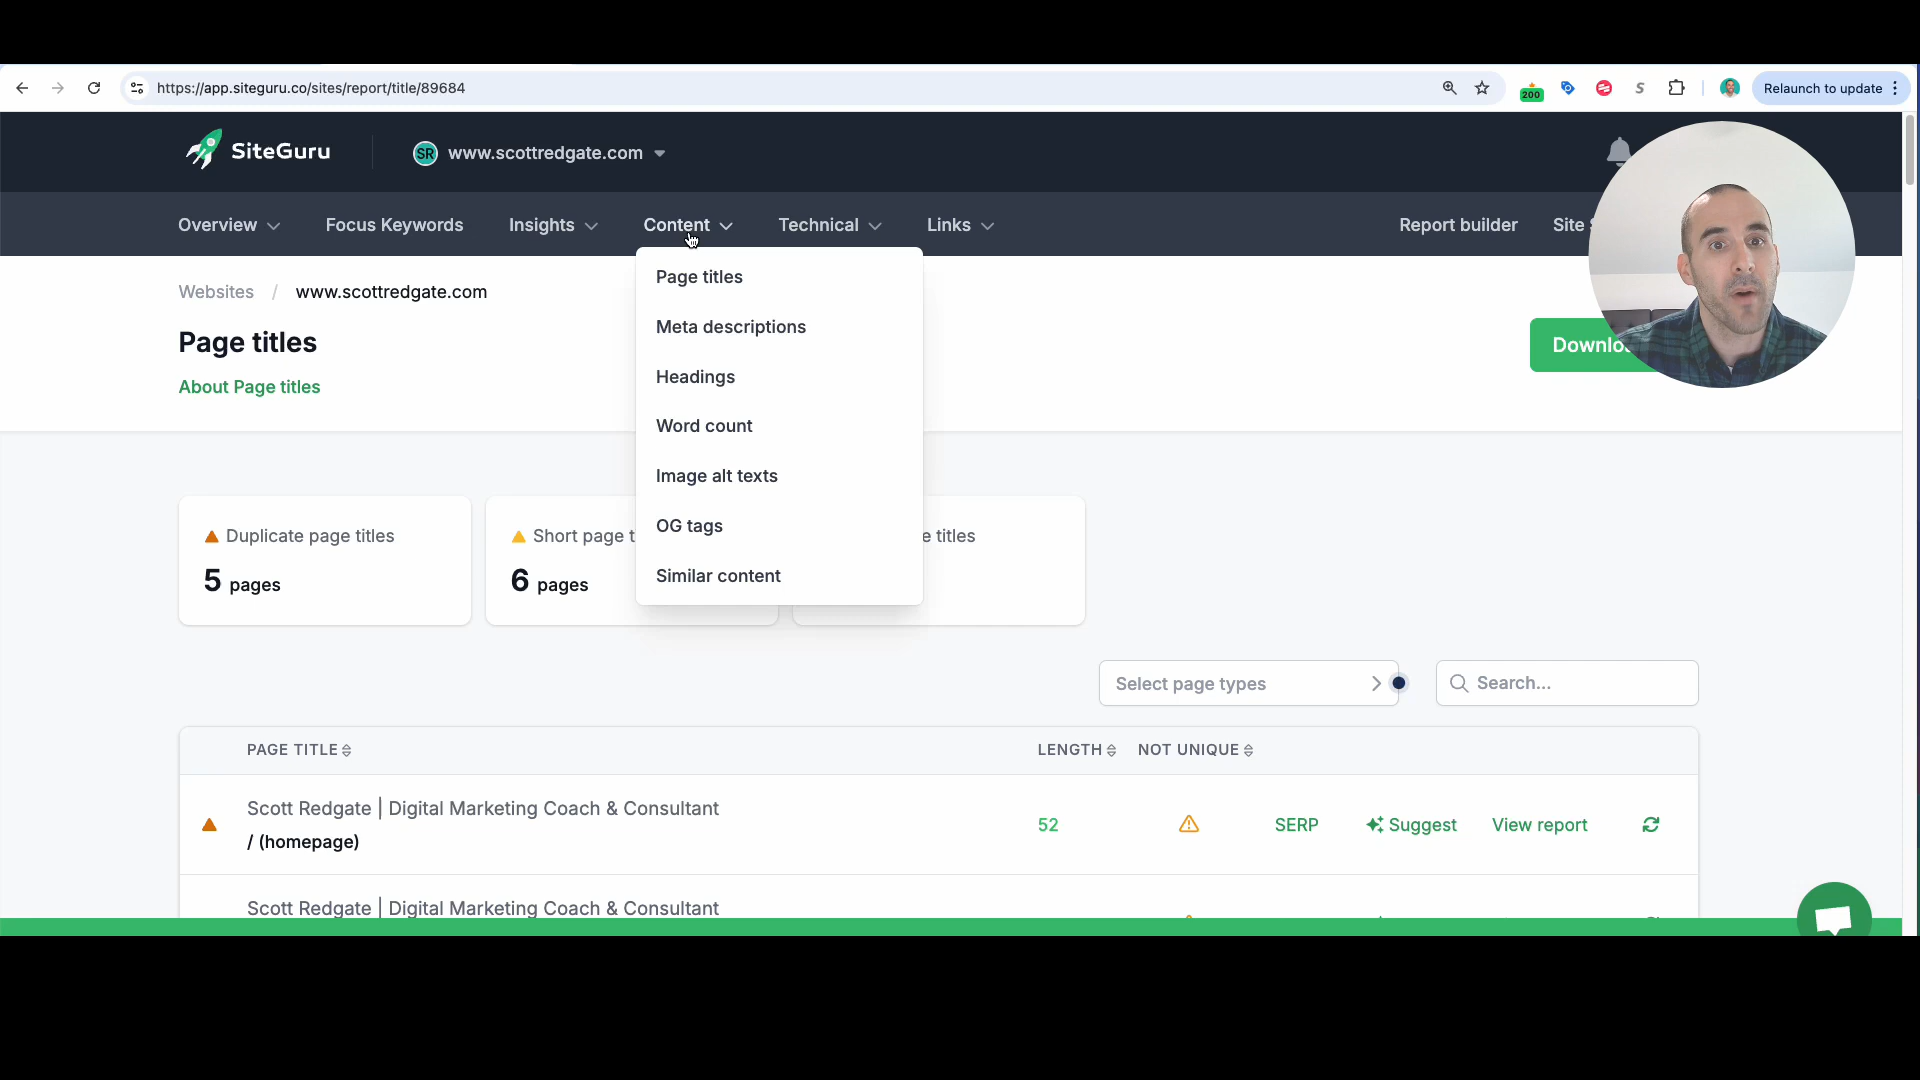 https://app.siteguru.co/sites/report/title/89684
200
S
Relaunch to update
SiteGuru
SR www.scottredgate.com
Overview
Focus Keywords
Insights
Content
Technical
Links
Report builder
Site
Websites / www.scottredgate.com
Page titles
About Page titles
Page titles
Meta descriptions
Headings
Word count
Image alt texts
OG tags
Similar content
Duplicate page titles
5 pages
Short page t
6 pages
e titles
Select page types
Search...
PAGE TITLE
LENGTH
NOT UNIQUE
Scott Redgate | Digital Marketing Coach & Consultant
/ (homepage)
52
SERP
Suggest
View report
Scott Redgate | Digital Marketing Coach & Consultant